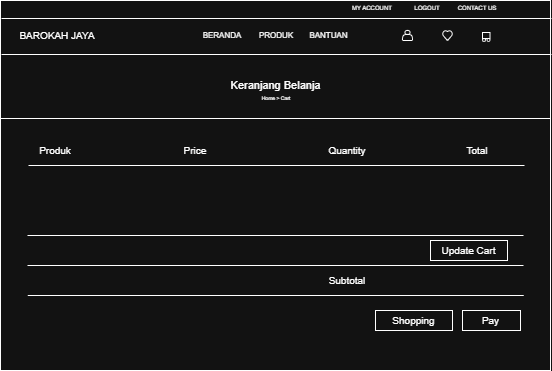 MY ACCOUNT LOGOUT CONTACT US
BAROKAH JAYA BERANDA PRODUK BANTUAN
Keranjang Belanja
Home > Cart
Produk Price Quantity Total
Update Cart
Subtotal
Shopping Pay